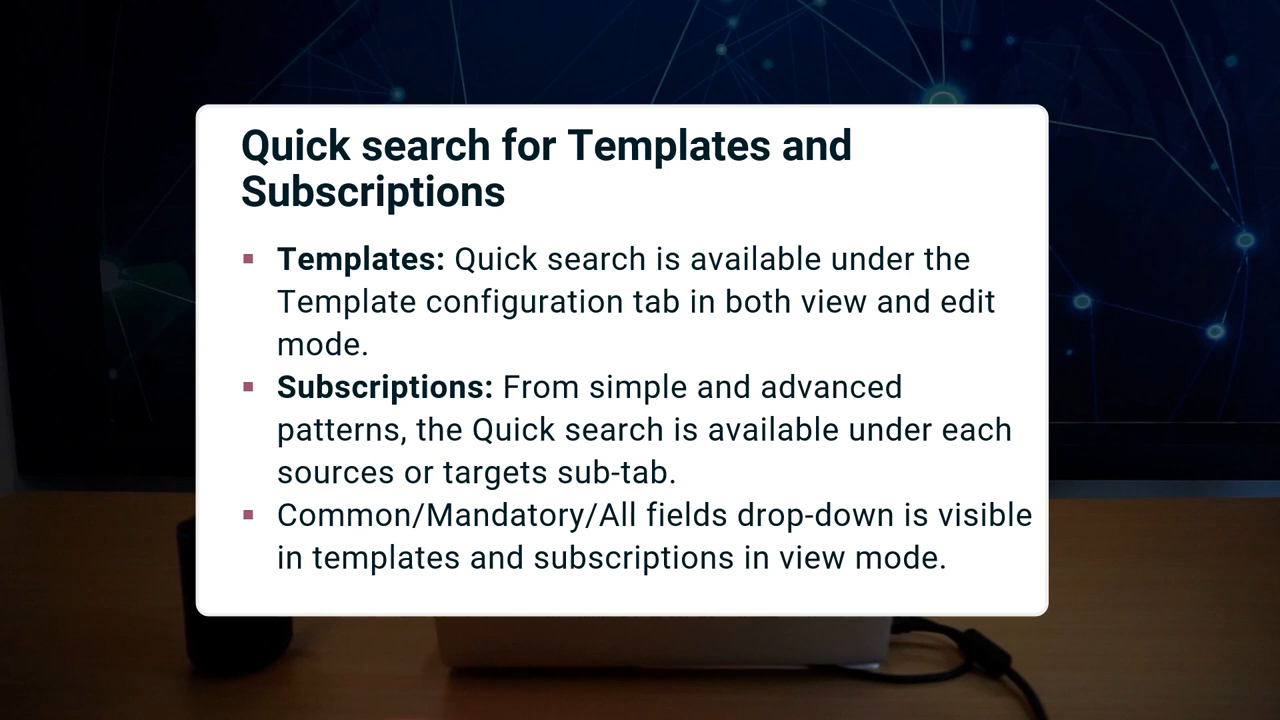 Quick search for Templates and
Subscriptions
▪ Templates: Quick search is available under the
Template configuration tab in both view and edit
mode.
▪ Subscriptions: From simple and advanced
patterns, the Quick search is available under each
sources or targets sub-tab.
▪ Common/Mandatory/All fields drop-down is visible
in templates and subscriptions in view mode.